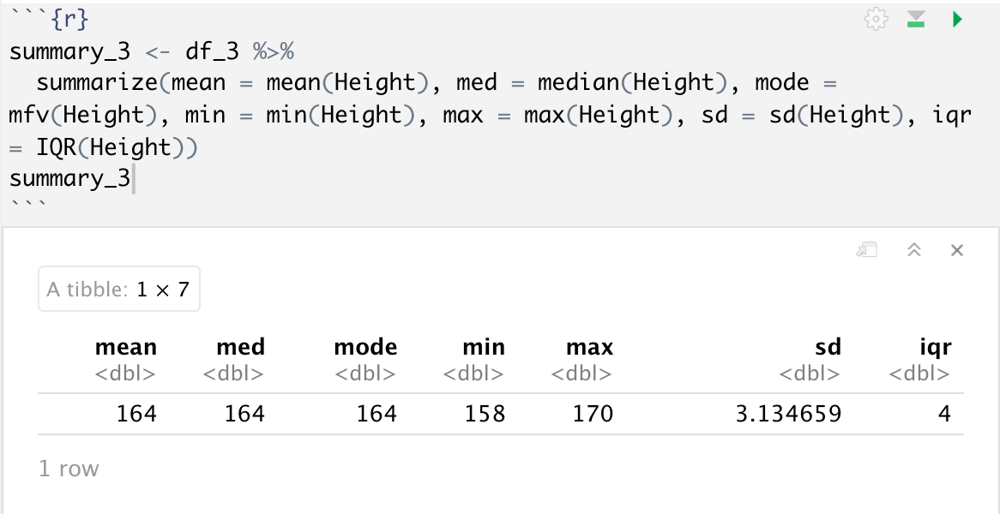 ```{r}
summary_3 <- df_3 %>%
  summarize(mean = mean(Height), med = median(Height), mode =
mfv(Height), min = min(Height), max = max(Height), sd = sd(Height), iqr
= IQR(Height))
summary_3
```
A tibble: 1 × 7
mean med mode min max sd iqr
<dbl> <dbl> <dbl> <dbl> <dbl> <dbl> <dbl>
164 164 164 158 170 3.134659 4
1 row